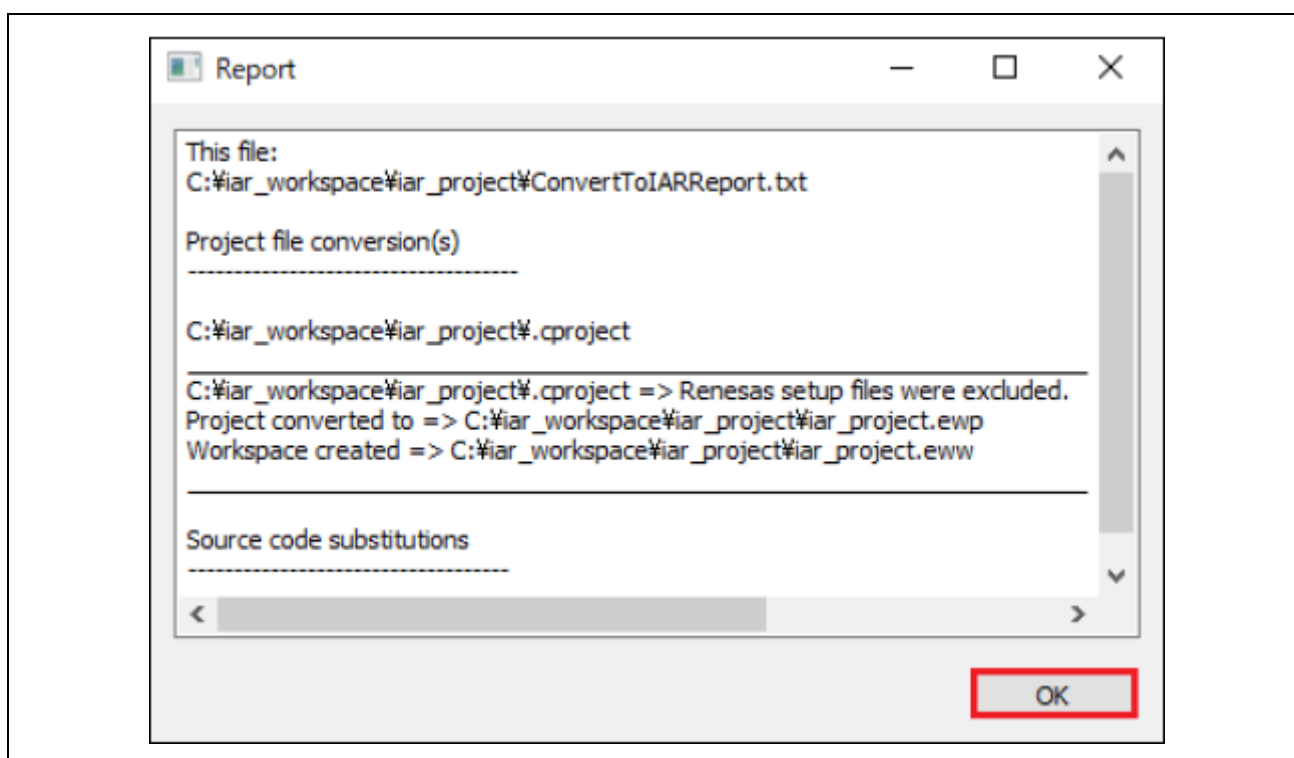 Report
This file:
C:¥iar_workspace¥iar_project¥ConvertToIARReport.txt
Project file conversion(s)
------------------------------------
C:¥iar_workspace¥iar_project¥.cproject
C:¥iar_workspace¥iar_project¥.cproject => Renesas setup files were excluded.
Project converted to => C:¥iar_workspace¥iar_project¥iar_project.ewp
Workspace created => C:¥iar_workspace¥iar_project¥iar_project.eww
Source code substitutions
-----------------------------------
OK